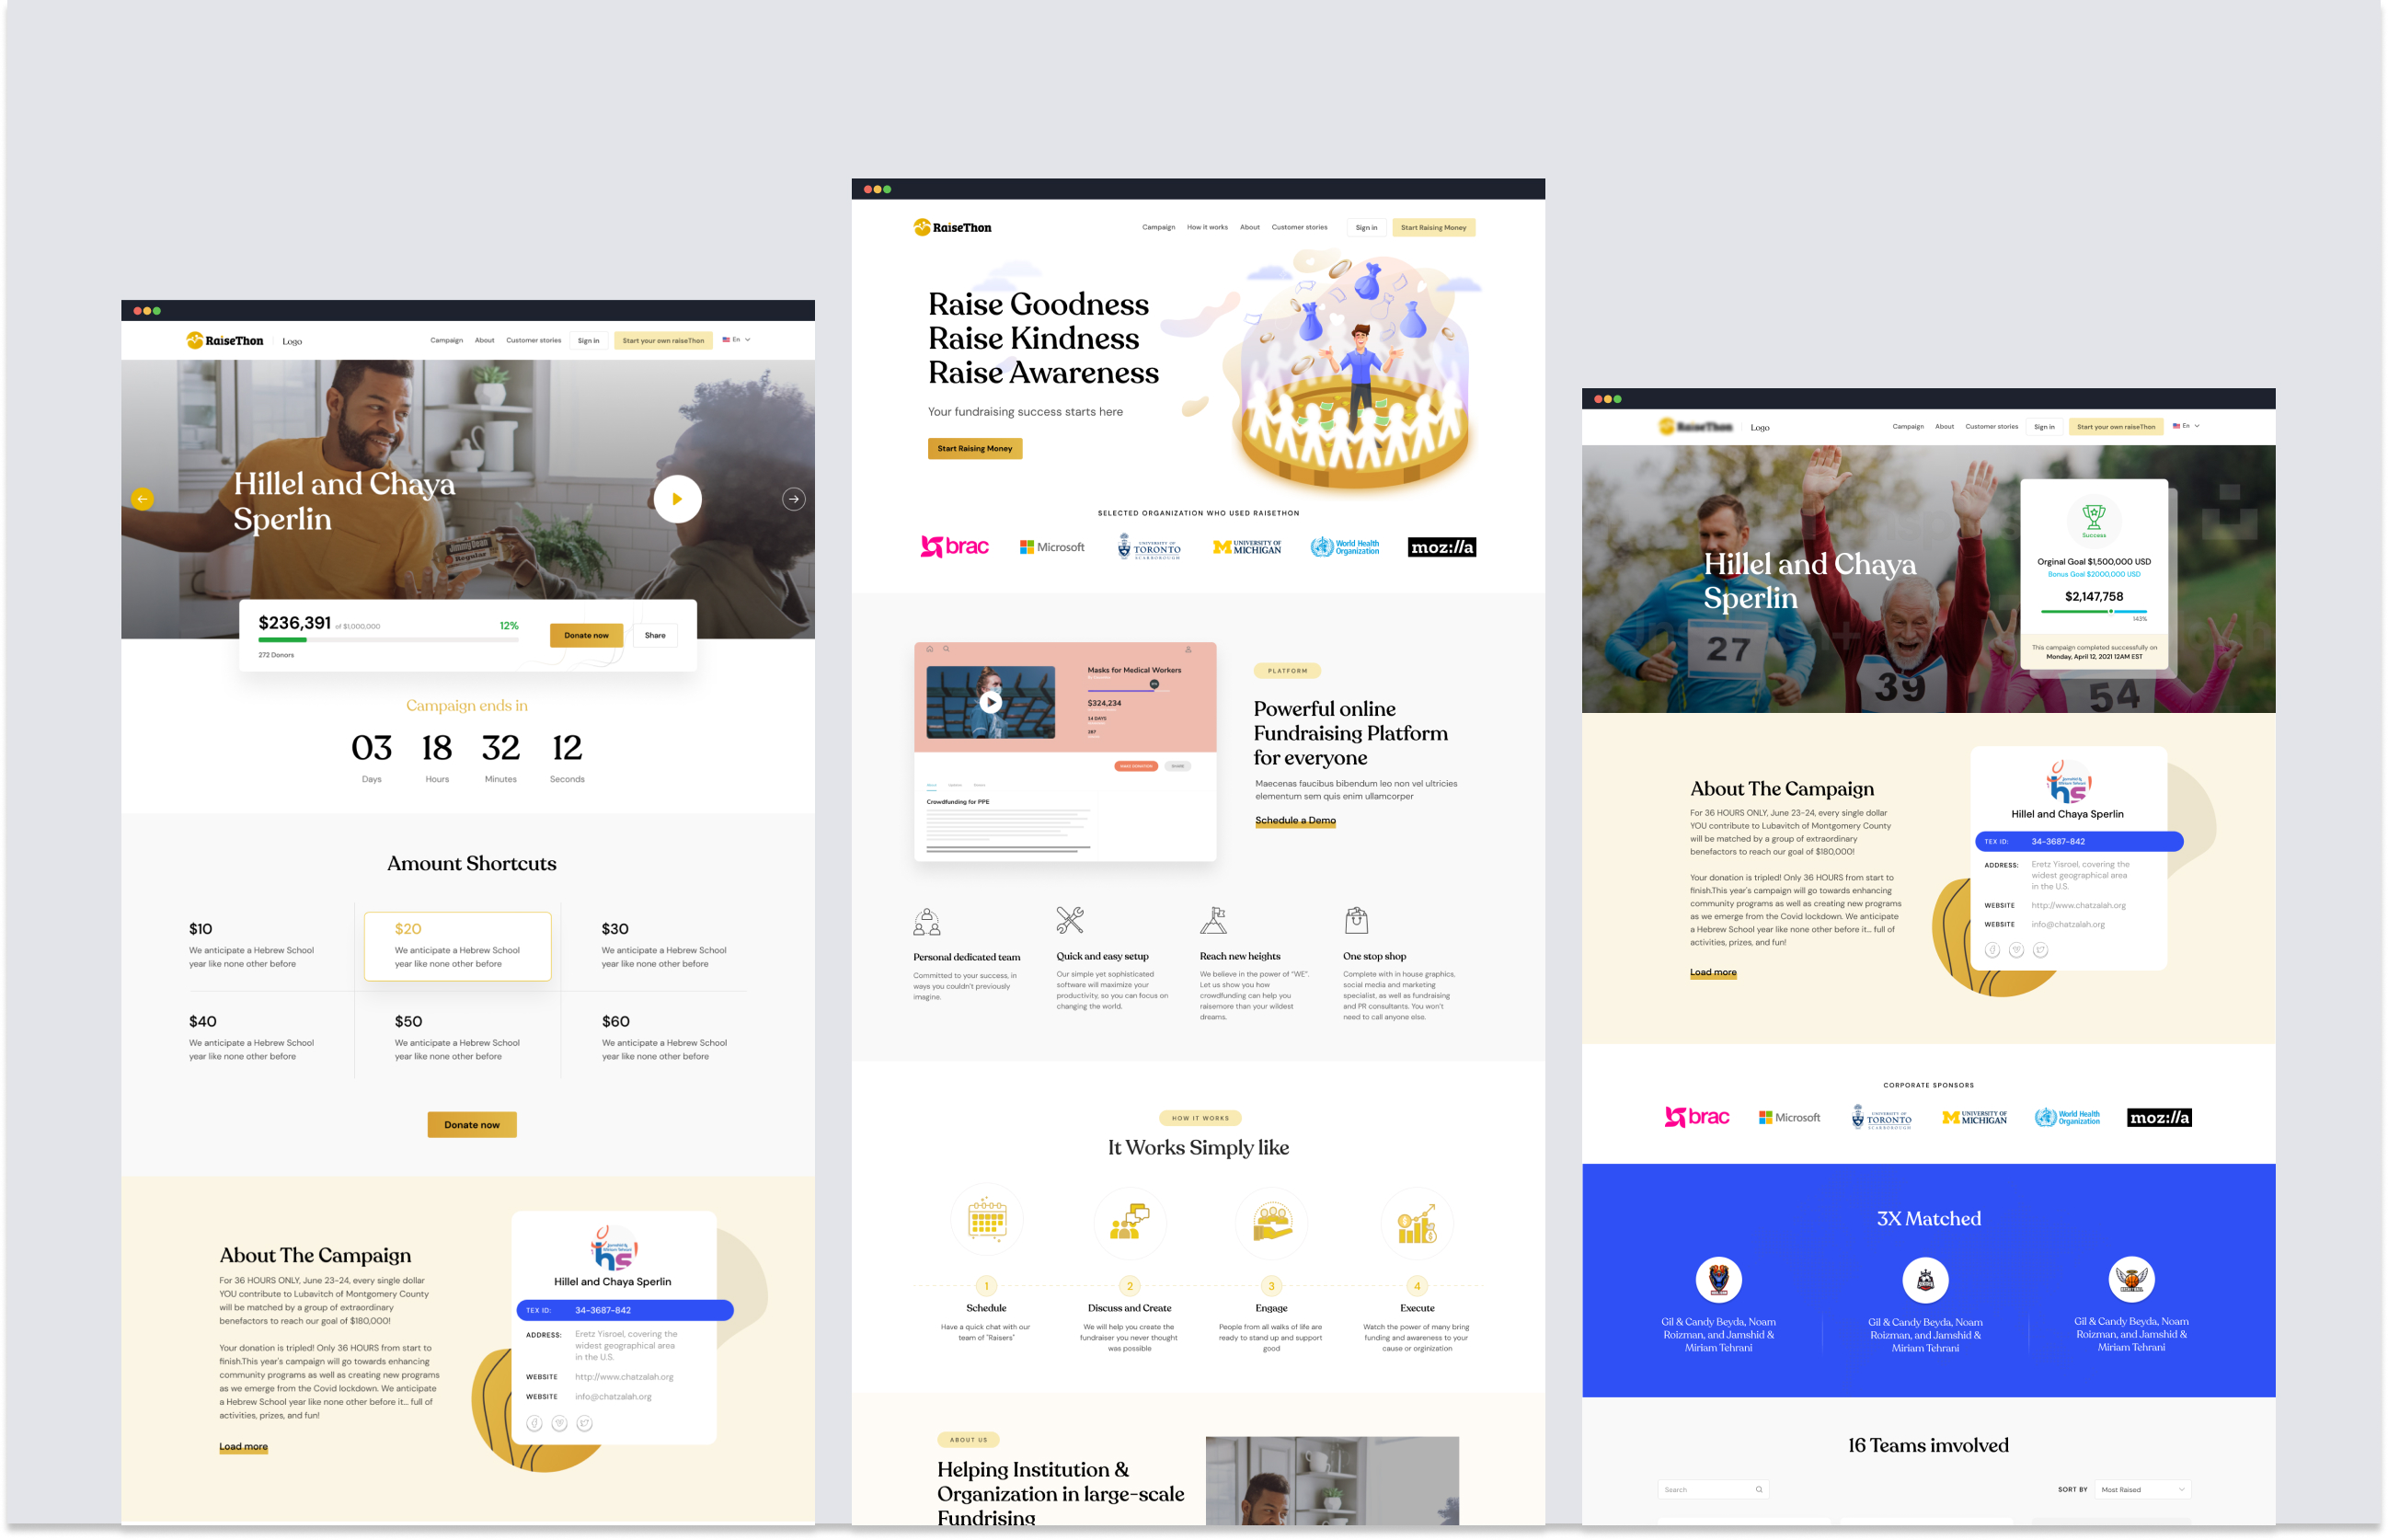 RaiseThon
Logo
Campaign About Customer stories Sign in Start your own raiseThon En
Jimmy Dean
Regular
Hillel and Chaya
Sperlin
$236,391 of $1,000,000 12%
272 Donors
Donate now Share
Campaign ends in
03 18 32 12
Days Hours Minutes Seconds
Amount Shortcuts
$10
We anticipate a Hebrew School
year like none other before
$20
We anticipate a Hebrew School
year like none other before
$30
We anticipate a Hebrew School
year like none other before
$40
We anticipate a Hebrew School
year like none other before
$50
We anticipate a Hebrew School
year like none other before
$60
We anticipate a Hebrew School
year like none other before
Donate now
About The Campaign
For 36 HOURS ONLY, June 23-24, every single dollar
YOU contribute to Lubavitch of Montgomery County
will be matched by a group of extraordinary
benefactors to reach our goal of $180,000!
Your donation is tripled! Only 36 HOURS from start to
finish.This year's campaign will go towards enhancing
community programs as well as creating new programs
as we emerge from the Covid lockdown. We anticipate
a Hebrew School year like none other before it... full of
activities, prizes, and fun!
Load more
hs
Hillel and Chaya Sperlin
TEX ID: 34-3687-842
ADDRESS: Eretz Yisroel, covering the
widest geographical area
in the U.S.
WEBSITE http://www.chatzalah.org
WEBSITE info@chatzalah.org
RaiseThon
Campaign How it works About Customer stories Sign in Start Raising Money
Raise Goodness
Raise Kindness
Raise Awareness
Your fundraising success starts here
Start Raising Money
SELECTED ORGANIZATION WHO USED RAISETHON
brac
Microsoft
UNIVERSITY OF
TORONTO
SCARBOROUGH
UNIVERSITY OF
MICHIGAN
World Health
Organization
moz://a
Masks for Medical Workers
$324,234
14 DAYS
287
MAKE DONATION SHARE
Crowdfunding for PPE
PLATFORM
Powerful online
Fundraising Platform
for everyone
Maecenas faucibus bibendum leo non vel ultricies
elementum sem quis enim ullamcorper
Schedule a Demo
Personal dedicated team
Committed to your success, in
ways you couldn't previously
imagine.
Quick and easy setup
Our simple yet sophisticated
software will maximize your
productivity, so you can focus on
changing the world.
Reach new heights
We believe in the power of "WE".
Let us show you how
crowdfunding can help you
raisemore than your wildest
dreams.
One stop shop
Complete with in house graphics,
social media and marketing
specialist, as well as fundraising
and PR consultants. You won't
need to call anyone else.
HOW IT WORKS
It Works Simply like
1 2 3 4
Schedule
Have a quick chat with our
team of "Raisers"
Discuss and Create
We will help you create the
fundraiser you never thought
was possible
Engage
People from all walks of life are
ready to stand up and support
good
Execute
Watch the power of many bring
funding and awareness to your
cause or orginization
ABOUT US
Helping Institution &
Organization in large-scale
Fundrising
RaiseThon
Logo
Campaign About Customer stories Sign in Start your own raiseThon En
Hillel and Chaya
Sperlin
27
39
54
Success
Orginal Goal $1,500,000 USD
Bonus Goal $2000,000 USD
$2,147,758
143%
This campaign completed successfully on
Monday, April 12, 2021 12AM EST
About The Campaign
For 36 HOURS ONLY, June 23-24, every single dollar
YOU contribute to Lubavitch of Montgomery County
will be matched by a group of extraordinary
benefactors to reach our goal of $180,000!
Your donation is tripled! Only 36 HOURS from start to
finish.This year's campaign will go towards enhancing
community programs as well as creating new programs
as we emerge from the Covid lockdown. We anticipate
a Hebrew School year like none other before it... full of
activities, prizes, and fun!
Load more
hs
Hillel and Chaya Sperlin
TEX ID: 34-3687-842
ADDRESS: Eretz Yisroel, covering the
widest geographical area
in the U.S.
WEBSITE http://www.chatzalah.org
WEBSITE info@chatzalah.org
CORPORATE SPONSORS
brac
Microsoft
UNIVERSITY OF
TORONTO
SCARBOROUGH
UNIVERSITY OF
MICHIGAN
World Health
Organization
moz://a
3X Matched
Gil & Candy Beyda, Noam
Roizman, and Jamshid &
Miriam Tehrani
Gil & Candy Beyda, Noam
Roizman, and Jamshid &
Miriam Tehrani
Gil & Candy Beyda, Noam
Roizman, and Jamshid &
Miriam Tehrani
16 Teams imvolved
Search
SORT BY Most Raised